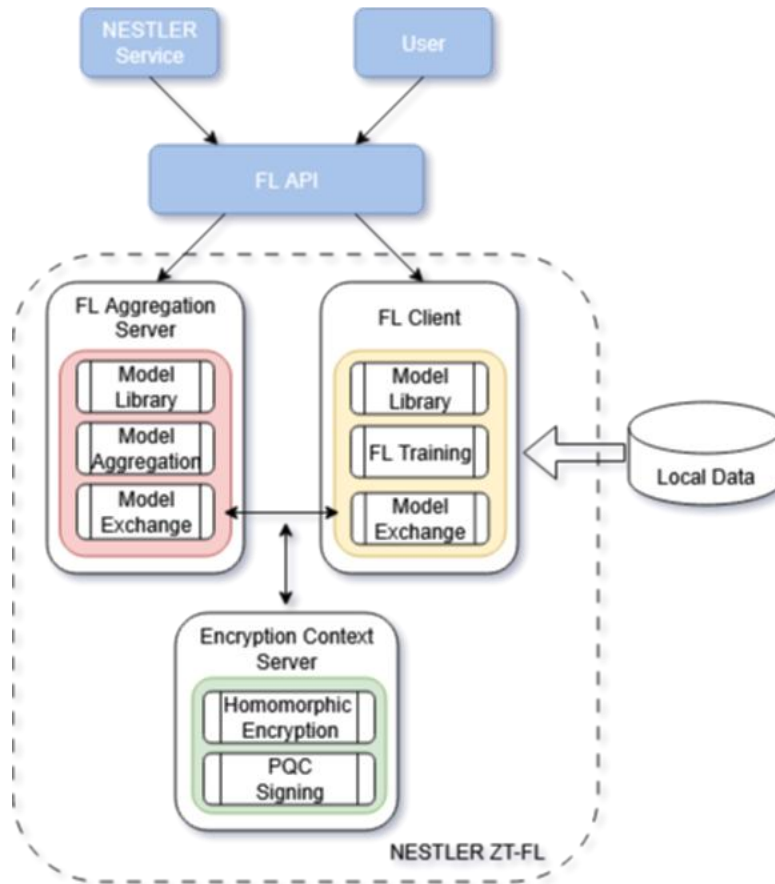 NESTLER
Service
User
FL API
FL Aggregation
Server
Model
Library
Model
Aggregation
Model
Exchange
FL Client
Model
Library
FL Training
Model
Exchange
Local Data
Encryption Context
Server
Homomorphic
Encryption
PQC
Signing
NESTLER ZT-FL